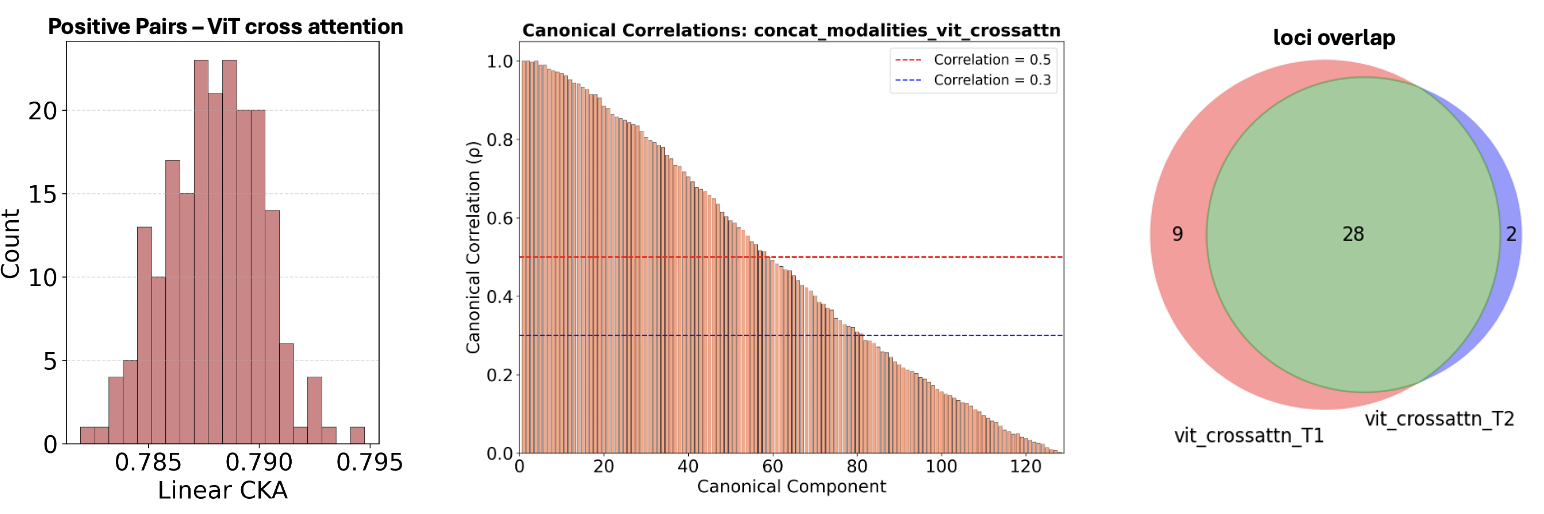 Positive Pairs – ViT cross attention
20
15
10
5
0
Count
0.785 0.790 0.795
Linear CKA
Canonical Correlations: concat_modalities_vit_crossattn
Correlation = 0.5
Correlation = 0.3
1.0
0.8
0.6
0.4
0.2
0.0
Canonical Correlation (ρ)
0 20 40 60 80 100 120
Canonical Component
loci overlap
9 28 2
vit_crossattn_T2
vit_crossattn_T1